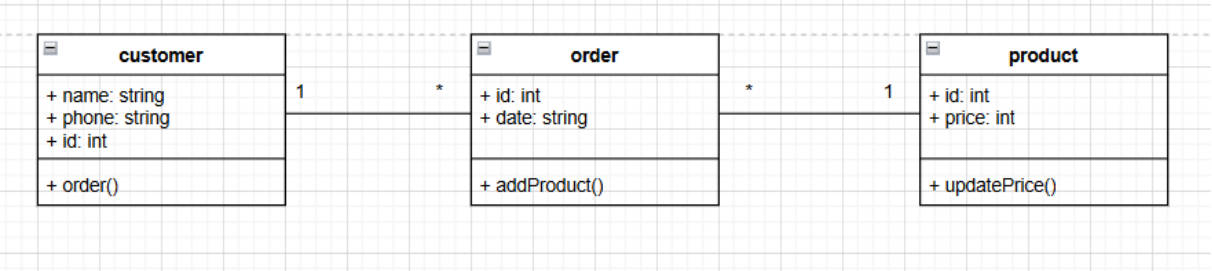 customer
+ name: string
+ phone: string
+ id: int
+ order()
1
*
order
+ id: int
+ date: string
+ addProduct()
*
1
product
+ id: int
+ price: int
+ updatePrice()